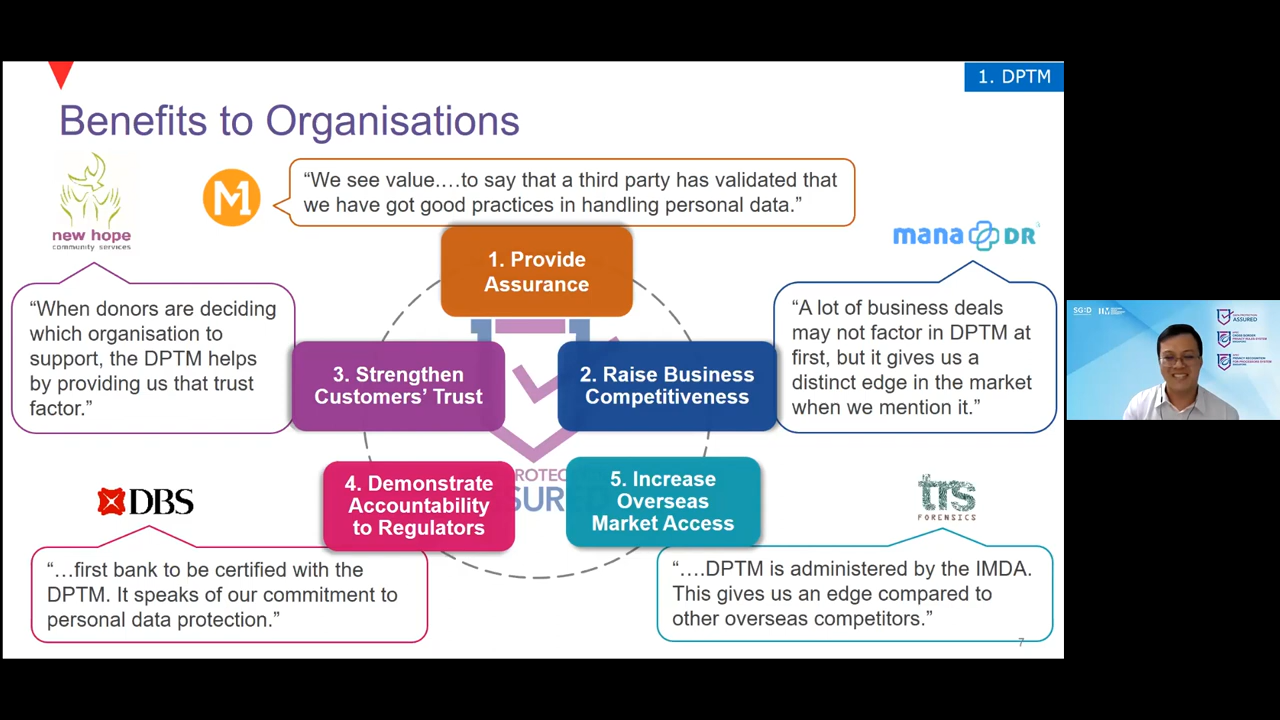 1. DPTM
Benefits to Organisations
new hope
community services
M1
“We see value….to say that a third party has validated that
we have got good practices in handling personal data.”
mana DR
1. Provide
Assurance
“When donors are deciding
which organisation to
support, the DPTM helps
by providing us that trust
factor.”
3. Strengthen
Customers’ Trust
2. Raise Business
Competitiveness
“A lot of business deals
may not factor in DPTM at
first, but it gives us a
distinct edge in the market
when we mention it.”
4. Demonstrate
Accountability
to Regulators
5. Increase
Overseas
Market Access
DBS
trs
FORENSICS
“…first bank to be certified with the
DPTM. It speaks of our commitment to
personal data protection.”
“….DPTM is administered by the IMDA.
This gives us an edge compared to
other overseas competitors.”
7
SG:D
ASSURED